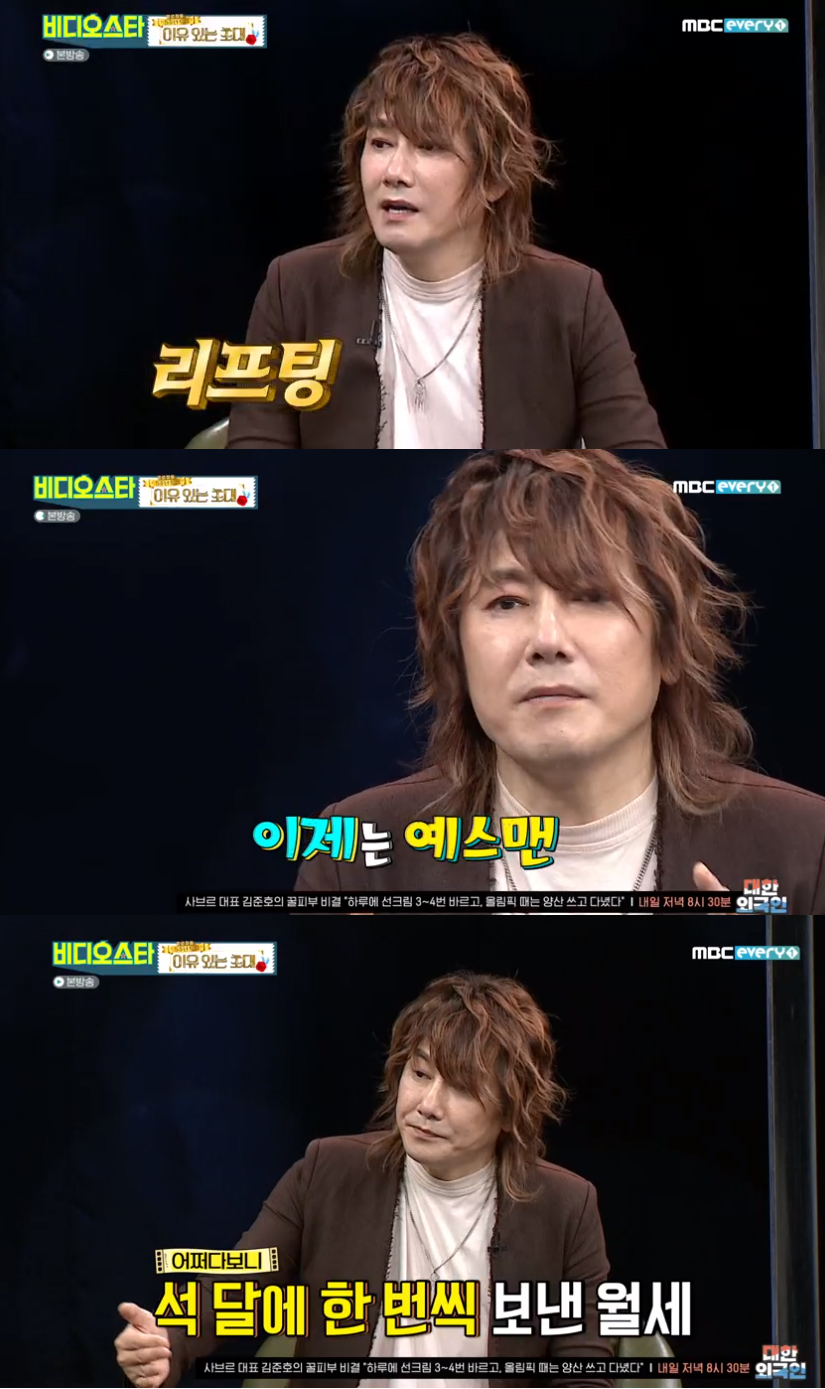 비디오스타
이유 있는 초대
MBC every1
본방송
리프팅
비디오스타
이유 있는 초대
MBC every1
본방송
이제는 예스맨
사브르 대표 김준호의 꿀피부 비결 "하루에 선크림 3~4번 바르고, 올림픽 때는 양산 쓰고 다녔다" I 내일 저녁 8시 30분
대한
외국인
비디오스타
이유 있는 초대
MBC every1
본방송
어쩌다보니
석 달에 한 번씩 보낸 월세
사브르 대표 김준호의 꿀피부 비결 "하루에 선크림 3~4번 바르고, 올림픽 때는 양산 쓰고 다녔다" I 내일 저녁 8시 30분
대한
외국인